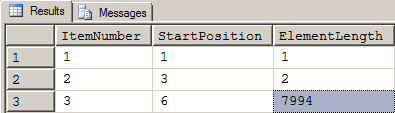 Results Messages
ItemNumber StartPosition ElementLength
1 1 1 1
2 2 3 2
3 3 6 7994